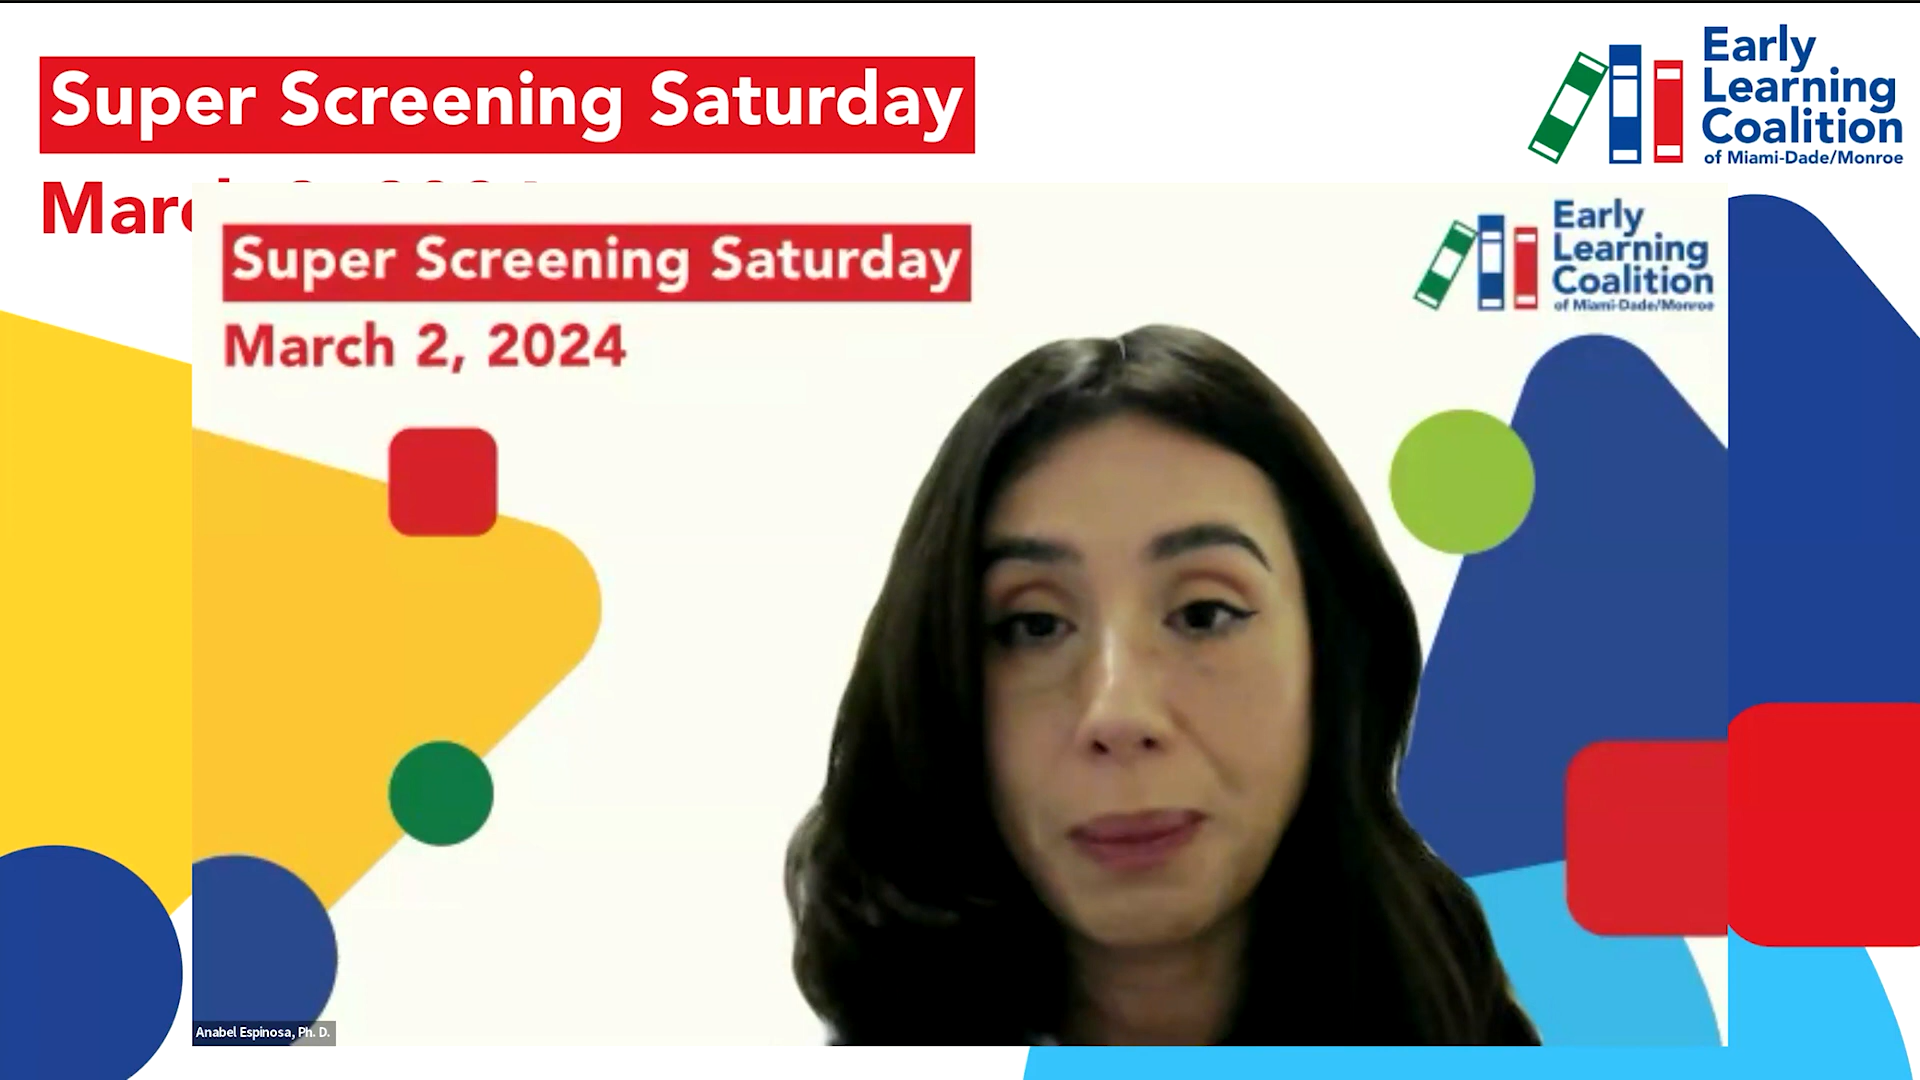 Super Screening Saturday
Early
Learning
Coalition
of Miami-Dade/Monroe
Super Screening Saturday
March 2, 2024
Early
Learning
Coalition
of Miami-Dade/Monroe
Anabel Espinosa, Ph. D.